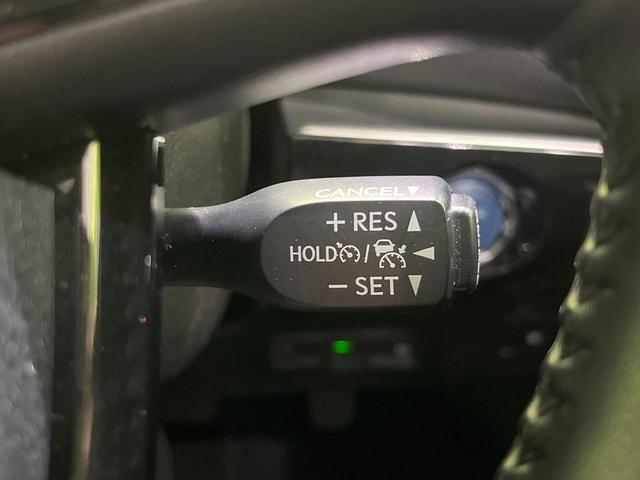 CANCEL▼
+ RES ▲
HOLD / ◀
− SET ▼